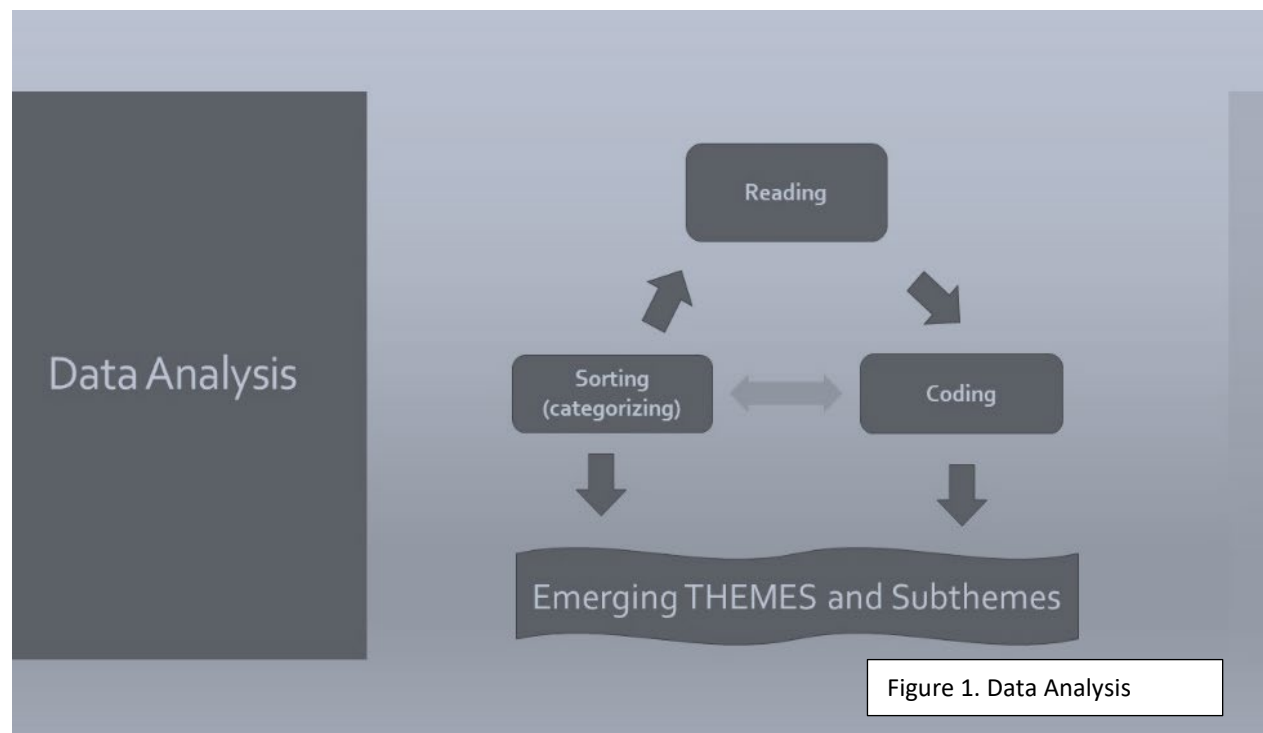 Data Analysis
Reading
Sorting
(categorizing)
Coding
Emerging THEMES and Subthemes
Figure 1. Data Analysis